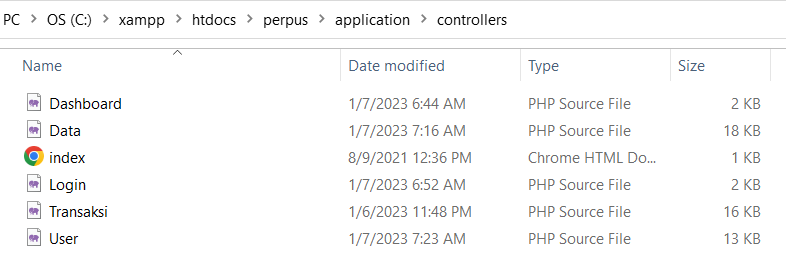 PC > OS (C:) > xampp > htdocs > perpus > application > controllers
Name Date modified Type Size
Dashboard 1/7/2023 6:44 AM PHP Source File 2 KB
Data 1/7/2023 7:16 AM PHP Source File 18 KB
index 8/9/2021 12:36 PM Chrome HTML Do... 1 KB
Login 1/7/2023 6:52 AM PHP Source File 2 KB
Transaksi 1/6/2023 11:48 PM PHP Source File 16 KB
User 1/7/2023 7:23 AM PHP Source File 13 KB